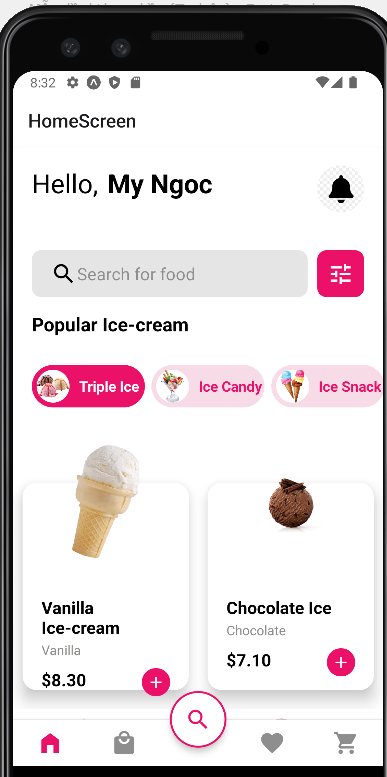 8:32
HomeScreen
Hello, My Ngoc
Search for food
Popular Ice-cream
Triple Ice
Ice Candy
Ice Snack
Vanilla
Ice-cream
Vanilla
$8.30
Chocolate Ice
Chocolate
$7.10